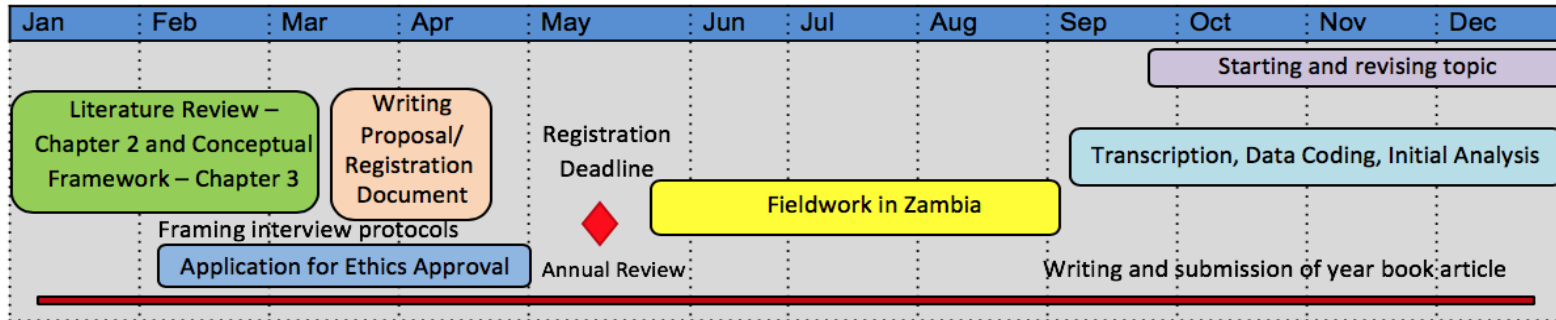 Jan Feb Mar Apr May Jun Jul Aug Sep Oct Nov Dec
Starting and revising topic
Literature Review –
Chapter 2 and Conceptual
Framework – Chapter 3
Writing
Proposal/
Registration
Document
Registration
Deadline
Transcription, Data Coding, Initial Analysis
Fieldwork in Zambia
Framing interview protocols
Application for Ethics Approval
Annual Review
Writing and submission of year book article